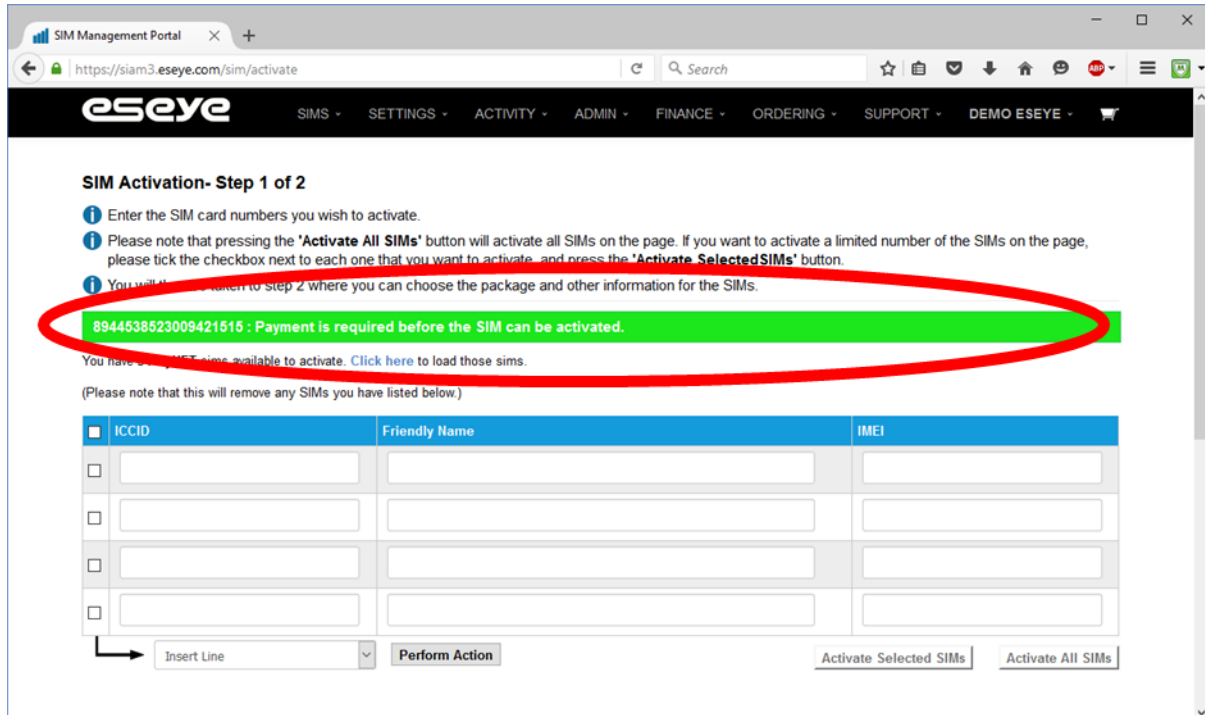 SIM Management Portal
https://siam3.eseye.com/sim/activate
Search
ABP
eseye
SIMS
SETTINGS
ACTIVITY
ADMIN
FINANCE
ORDERING
SUPPORT
DEMO ESEYE
SIM Activation- Step 1 of 2
Enter the SIM card numbers you wish to activate.
Please note that pressing the 'Activate All SIMs' button will activate all SIMs on the page. If you want to activate a limited number of the SIMs on the page,
please tick the checkbox next to each one that you want to activate, and press the 'Activate SelectedSIMs' button.
You will taken to step 2 where you can choose the package and other information for the SIMs.
8944538523009421515 : Payment is required before the SIM can be activated.
You have sims available to activate. Click here to load those sims.
(Please note that this will remove any SIMs you have listed below.)
ICCID
Friendly Name
IMEI
Insert Line
Perform Action
Activate Selected SIMs
Activate All SIMs